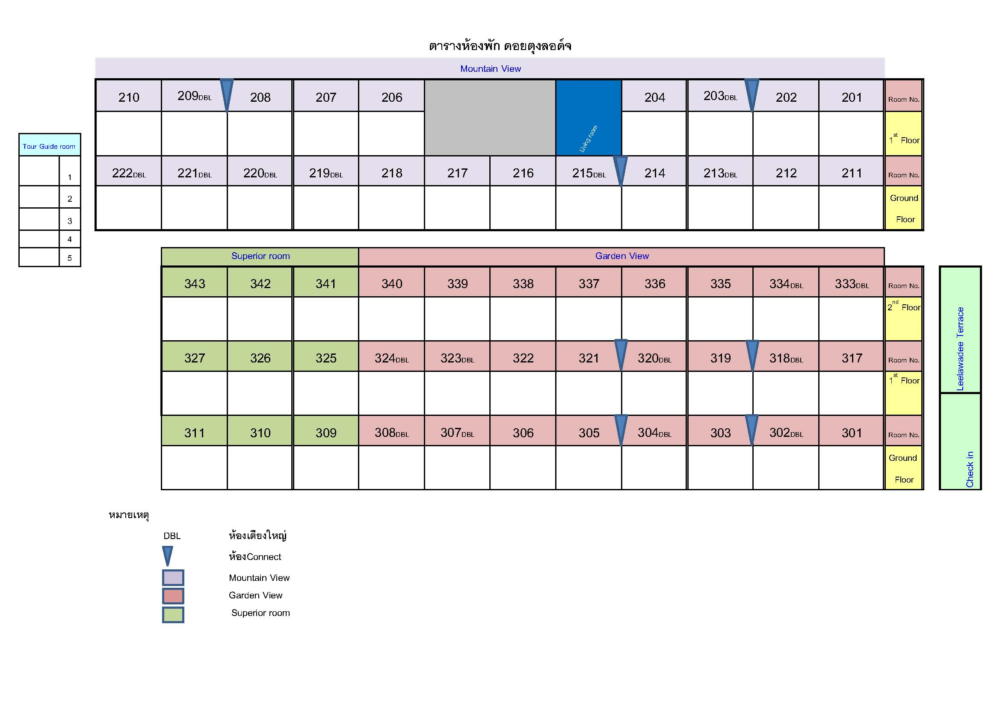 ตารางห้องพัก ดอยตุงลอด์จ
Mountain View
210 209DBL 208 207 206 204 203DBL 202 201 Room No.
Living room
1st Floor
Tour Guide room
222DBL 221DBL 220DBL 219DBL 218 217 216 215DBL 214 213DBL 212 211 Room No.
1
2
3
4
5
Ground
Floor
Superior room Garden View
343 342 341 340 339 338 337 336 335 334DBL 333DBL Room No.
2nd Floor
327 326 325 324DBL 323DBL 322 321 320DBL 319 318DBL 317 Room No.
1st Floor
311 310 309 308DBL 307DBL 306 305 304DBL 303 302DBL 301 Room No.
Ground
Floor
Leelawadee Terrace
Check in
หมายเหตุ
DBL ห้องเตียงใหญ่
ห้องConnect
Mountain View
Garden View
Superior room